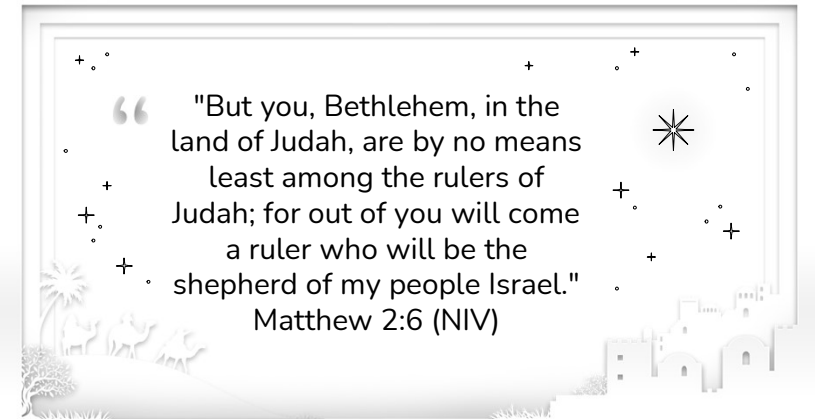 "But you, Bethlehem, in the
land of Judah, are by no means
least among the rulers of
Judah; for out of you will come
a ruler who will be the
shepherd of my people Israel."
Matthew 2:6 (NIV)